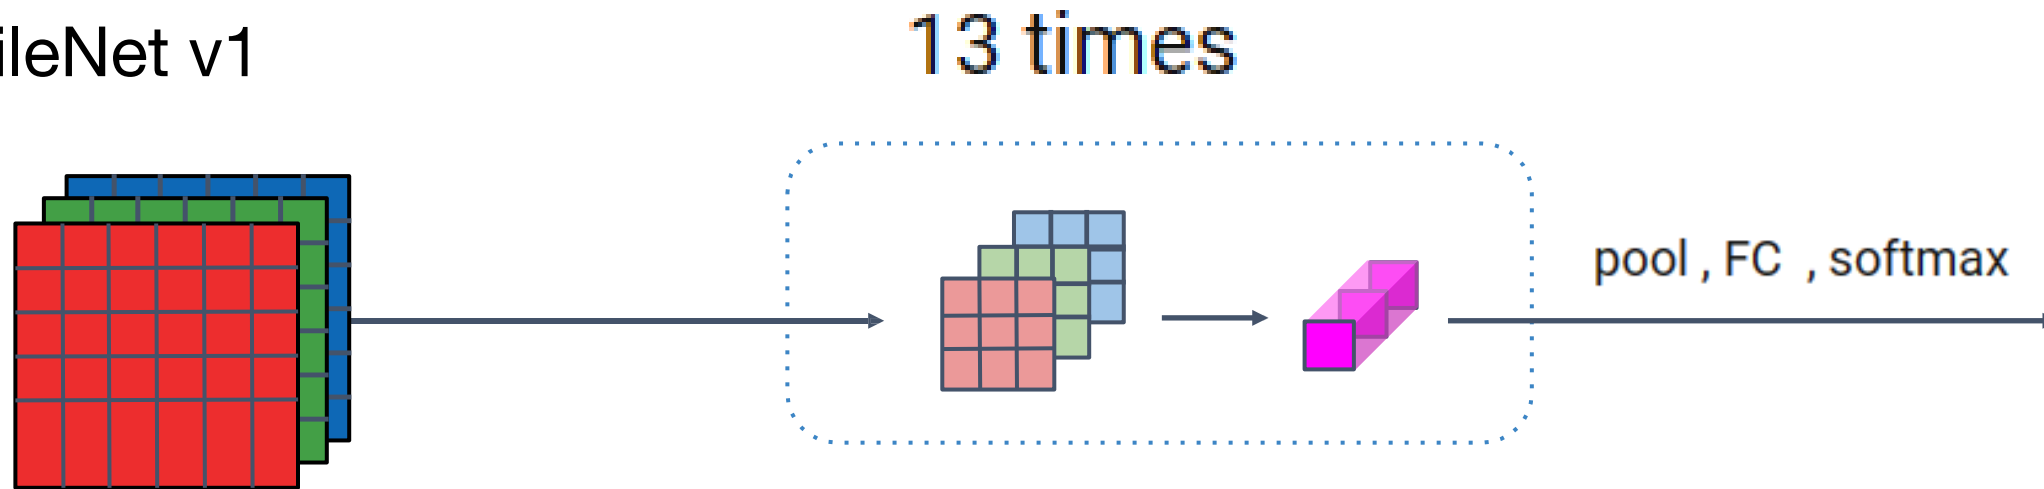 ileNet v1
13 times
pool , FC , softmax